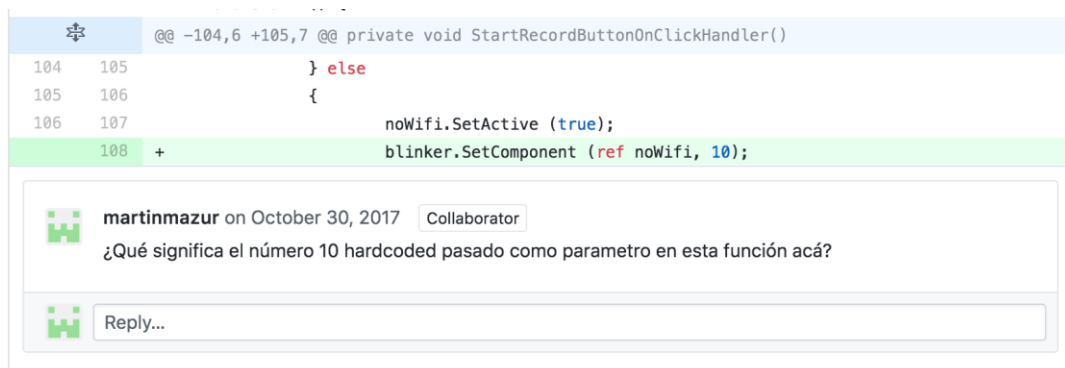 @@ -104,6 +105,7 @@ private void StartRecordButtonOnClickHandler()
104 105 } else
105 106 {
106 107 noWifi.SetActive (true);
108 + blinker.SetComponent (ref noWifi, 10);
martinmazur on October 30, 2017 Collaborator
¿Qué significa el número 10 hardcoded pasado como parametro en esta función acá?
Reply...